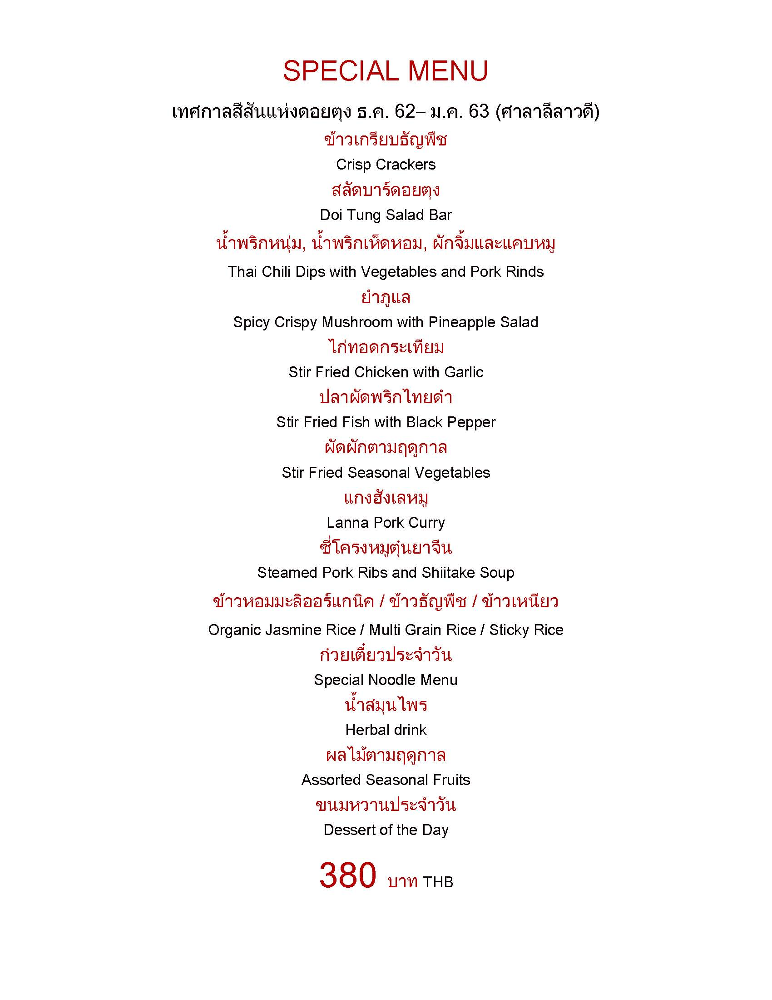 SPECIAL MENU
เทศกาลสีสันแห่งดอยตุง ธ.ค. 62– ม.ค. 63 (ศาลาลีลาวดี)
ข้าวเกรียบธัญพืช
Crisp Crackers
สลัดบาร์ดอยตุง
Doi Tung Salad Bar
น้ำพริกหนุ่ม, น้ำพริกเห็ดหอม, ผักจิ้มและแคบหมู
Thai Chili Dips with Vegetables and Pork Rinds
ยำภูแล
Spicy Crispy Mushroom with Pineapple Salad
ไก่ทอดกระเทียม
Stir Fried Chicken with Garlic
ปลาผัดพริกไทยดำ
Stir Fried Fish with Black Pepper
ผัดผักตามฤดูกาล
Stir Fried Seasonal Vegetables
แกงฮังเลหมู
Lanna Pork Curry
ซี่โครงหมูตุ๋นยาจีน
Steamed Pork Ribs and Shiitake Soup
ข้าวหอมมะลิออร์แกนิค / ข้าวธัญพืช / ข้าวเหนียว
Organic Jasmine Rice / Multi Grain Rice / Sticky Rice
ก๋วยเตี๋ยวประจำวัน
Special Noodle Menu
น้ำสมุนไพร
Herbal drink
ผลไม้ตามฤดูกาล
Assorted Seasonal Fruits
ขนมหวานประจำวัน
Dessert of the Day
380 บาท THB